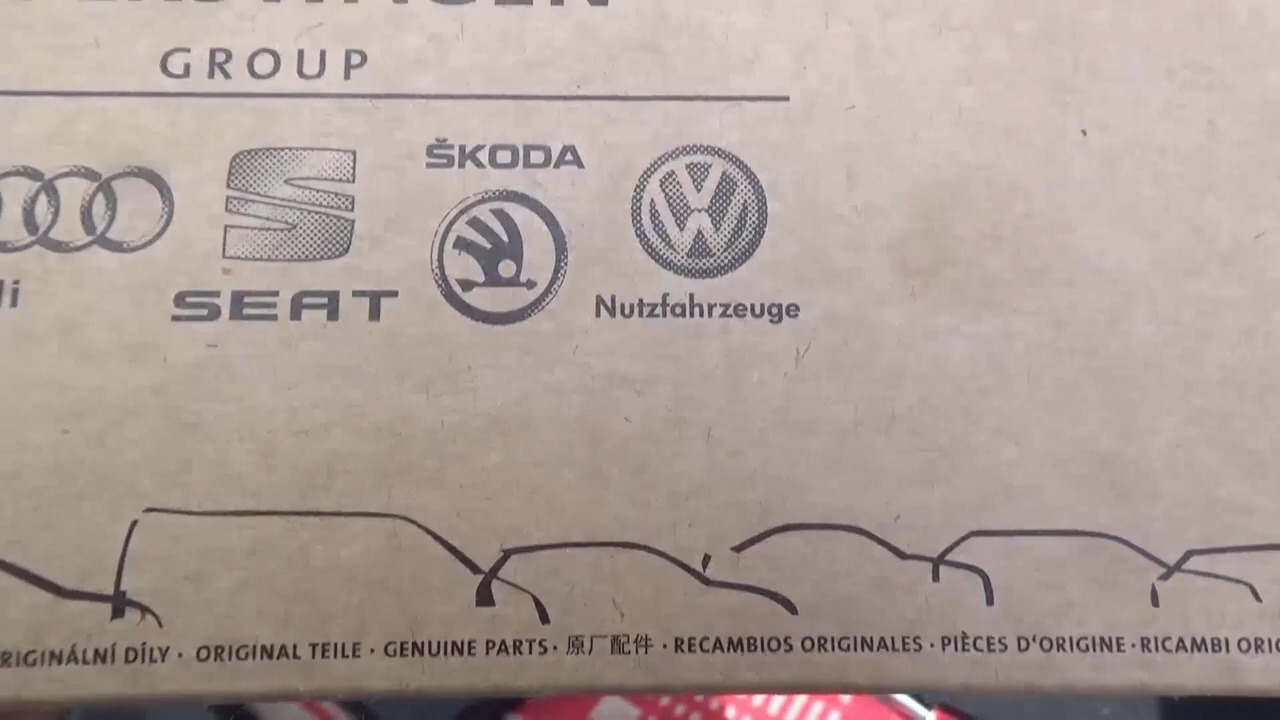 GROUP
ŠKODA
SEAT
Nutzfahrzeuge
RIGINÁLNÍ DÍLY · ORIGINAL TEILE · GENUINE PARTS · 原厂配件 · RECAMBIOS ORIGINALES · PIÈCES D'ORIGINE · RICAMBI ORIG